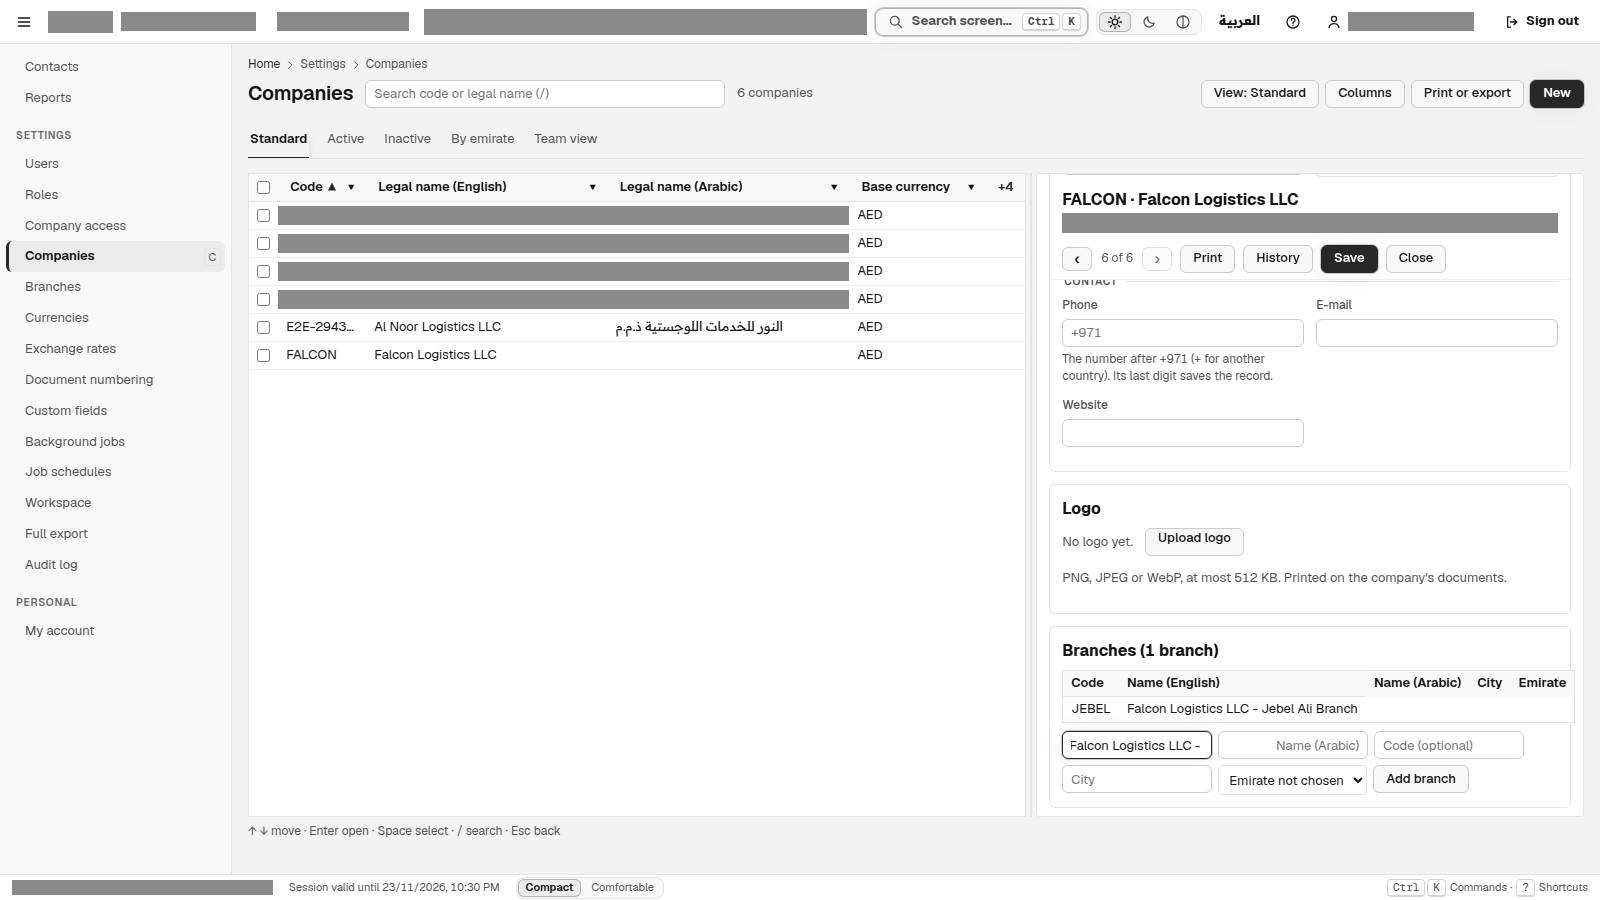 Search screen... Ctrl K
العربية
Sign out
Contacts
Reports
SETTINGS
Users
Roles
Company access
Companies C
Branches
Currencies
Exchange rates
Document numbering
Custom fields
Background jobs
Job schedules
Workspace
Full export
Audit log
PERSONAL
My account
Home > Settings > Companies
Companies
Search code or legal name (/)
6 companies
View: Standard
Columns
Print or export
New
Standard Active Inactive By emirate Team view
Code ▲ ▼ Legal name (English) ▼ Legal name (Arabic) ▼ Base currency ▼ +4
AED
AED
AED
AED
E2E-2943... Al Noor Logistics LLC النور للخدمات اللوجستية ذ.م.م AED
FALCON Falcon Logistics LLC AED
↑↓ move · Enter open · Space select · / search · Esc back
FALCON · Falcon Logistics LLC
‹ 6 of 6 › Print History Save Close
CONTACT
Phone E-mail
+971
The number after +971 (+ for another
country). Its last digit saves the record.
Website
Logo
No logo yet. Upload logo
PNG, JPEG or WebP, at most 512 KB. Printed on the company's documents.
Branches (1 branch)
Code Name (English) Name (Arabic) City Emirate
JEBEL Falcon Logistics LLC - Jebel Ali Branch
Falcon Logistics LLC - Name (Arabic) Code (optional)
City Emirate not chosen Add branch
Session valid until 23/11/2026, 10:30 PM Compact Comfortable
Ctrl K Commands · ? Shortcuts